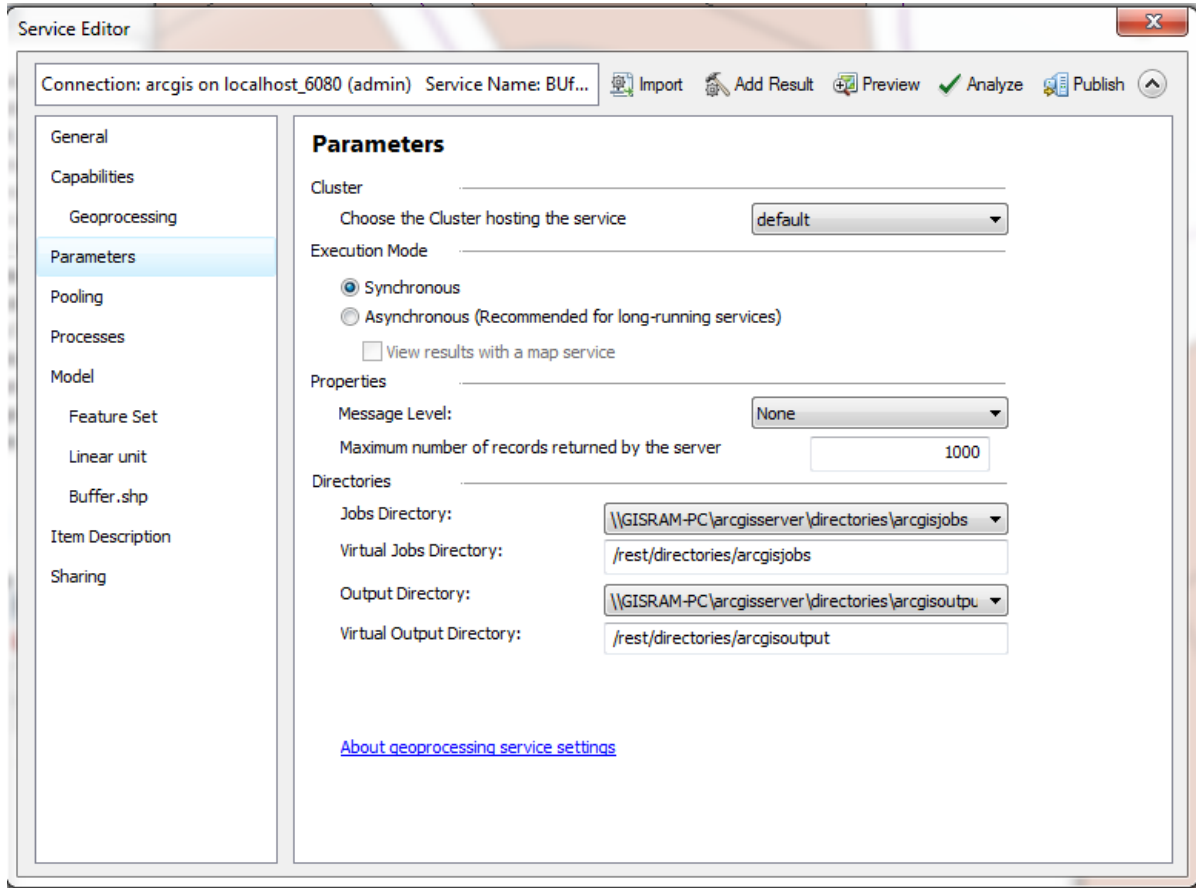 Service Editor
Connection: arcgis on localhost_6080 (admin) Service Name: BUf... Import Add Result Preview Analyze Publish
General
Capabilities
Geoprocessing
Parameters
Pooling
Processes
Model
Feature Set
Linear unit
Buffer.shp
Item Description
Sharing
Parameters
Cluster
Choose the Cluster hosting the service default
Execution Mode
Synchronous
Asynchronous (Recommended for long-running services)
View results with a map service
Properties
Message Level: None
Maximum number of records returned by the server 1000
Directories
Jobs Directory: \\GISRAM-PC\arcgisserver\directories\arcgisjobs
Virtual Jobs Directory: /rest/directories/arcgisjobs
Output Directory: \\GISRAM-PC\arcgisserver\directories\arcgisoutpu
Virtual Output Directory: /rest/directories/arcgisoutput
About geoprocessing service settings